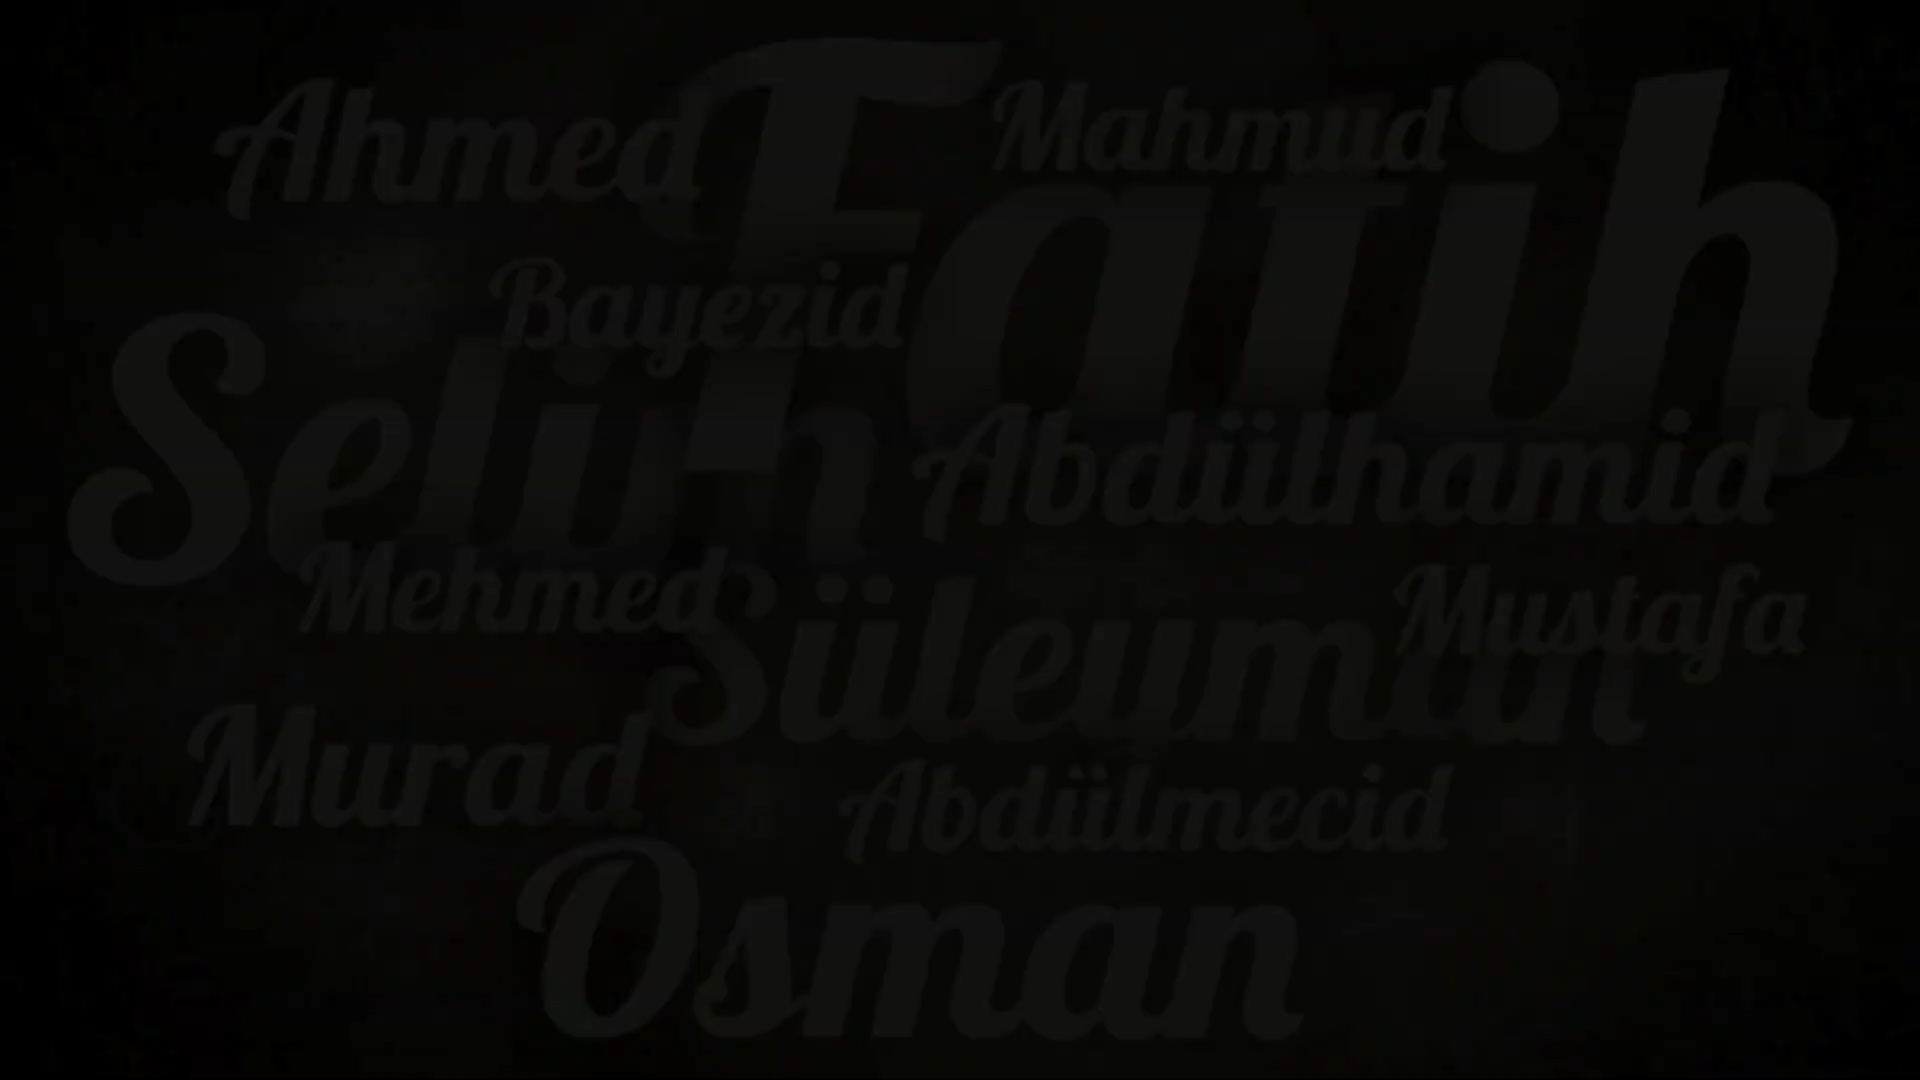 Ahmed
Fatih
Mahmud
Bayezid
Selim
Abdülhamid
Mehmed
Süleyman
Mustafa
Murad
Abdülmecid
Osman